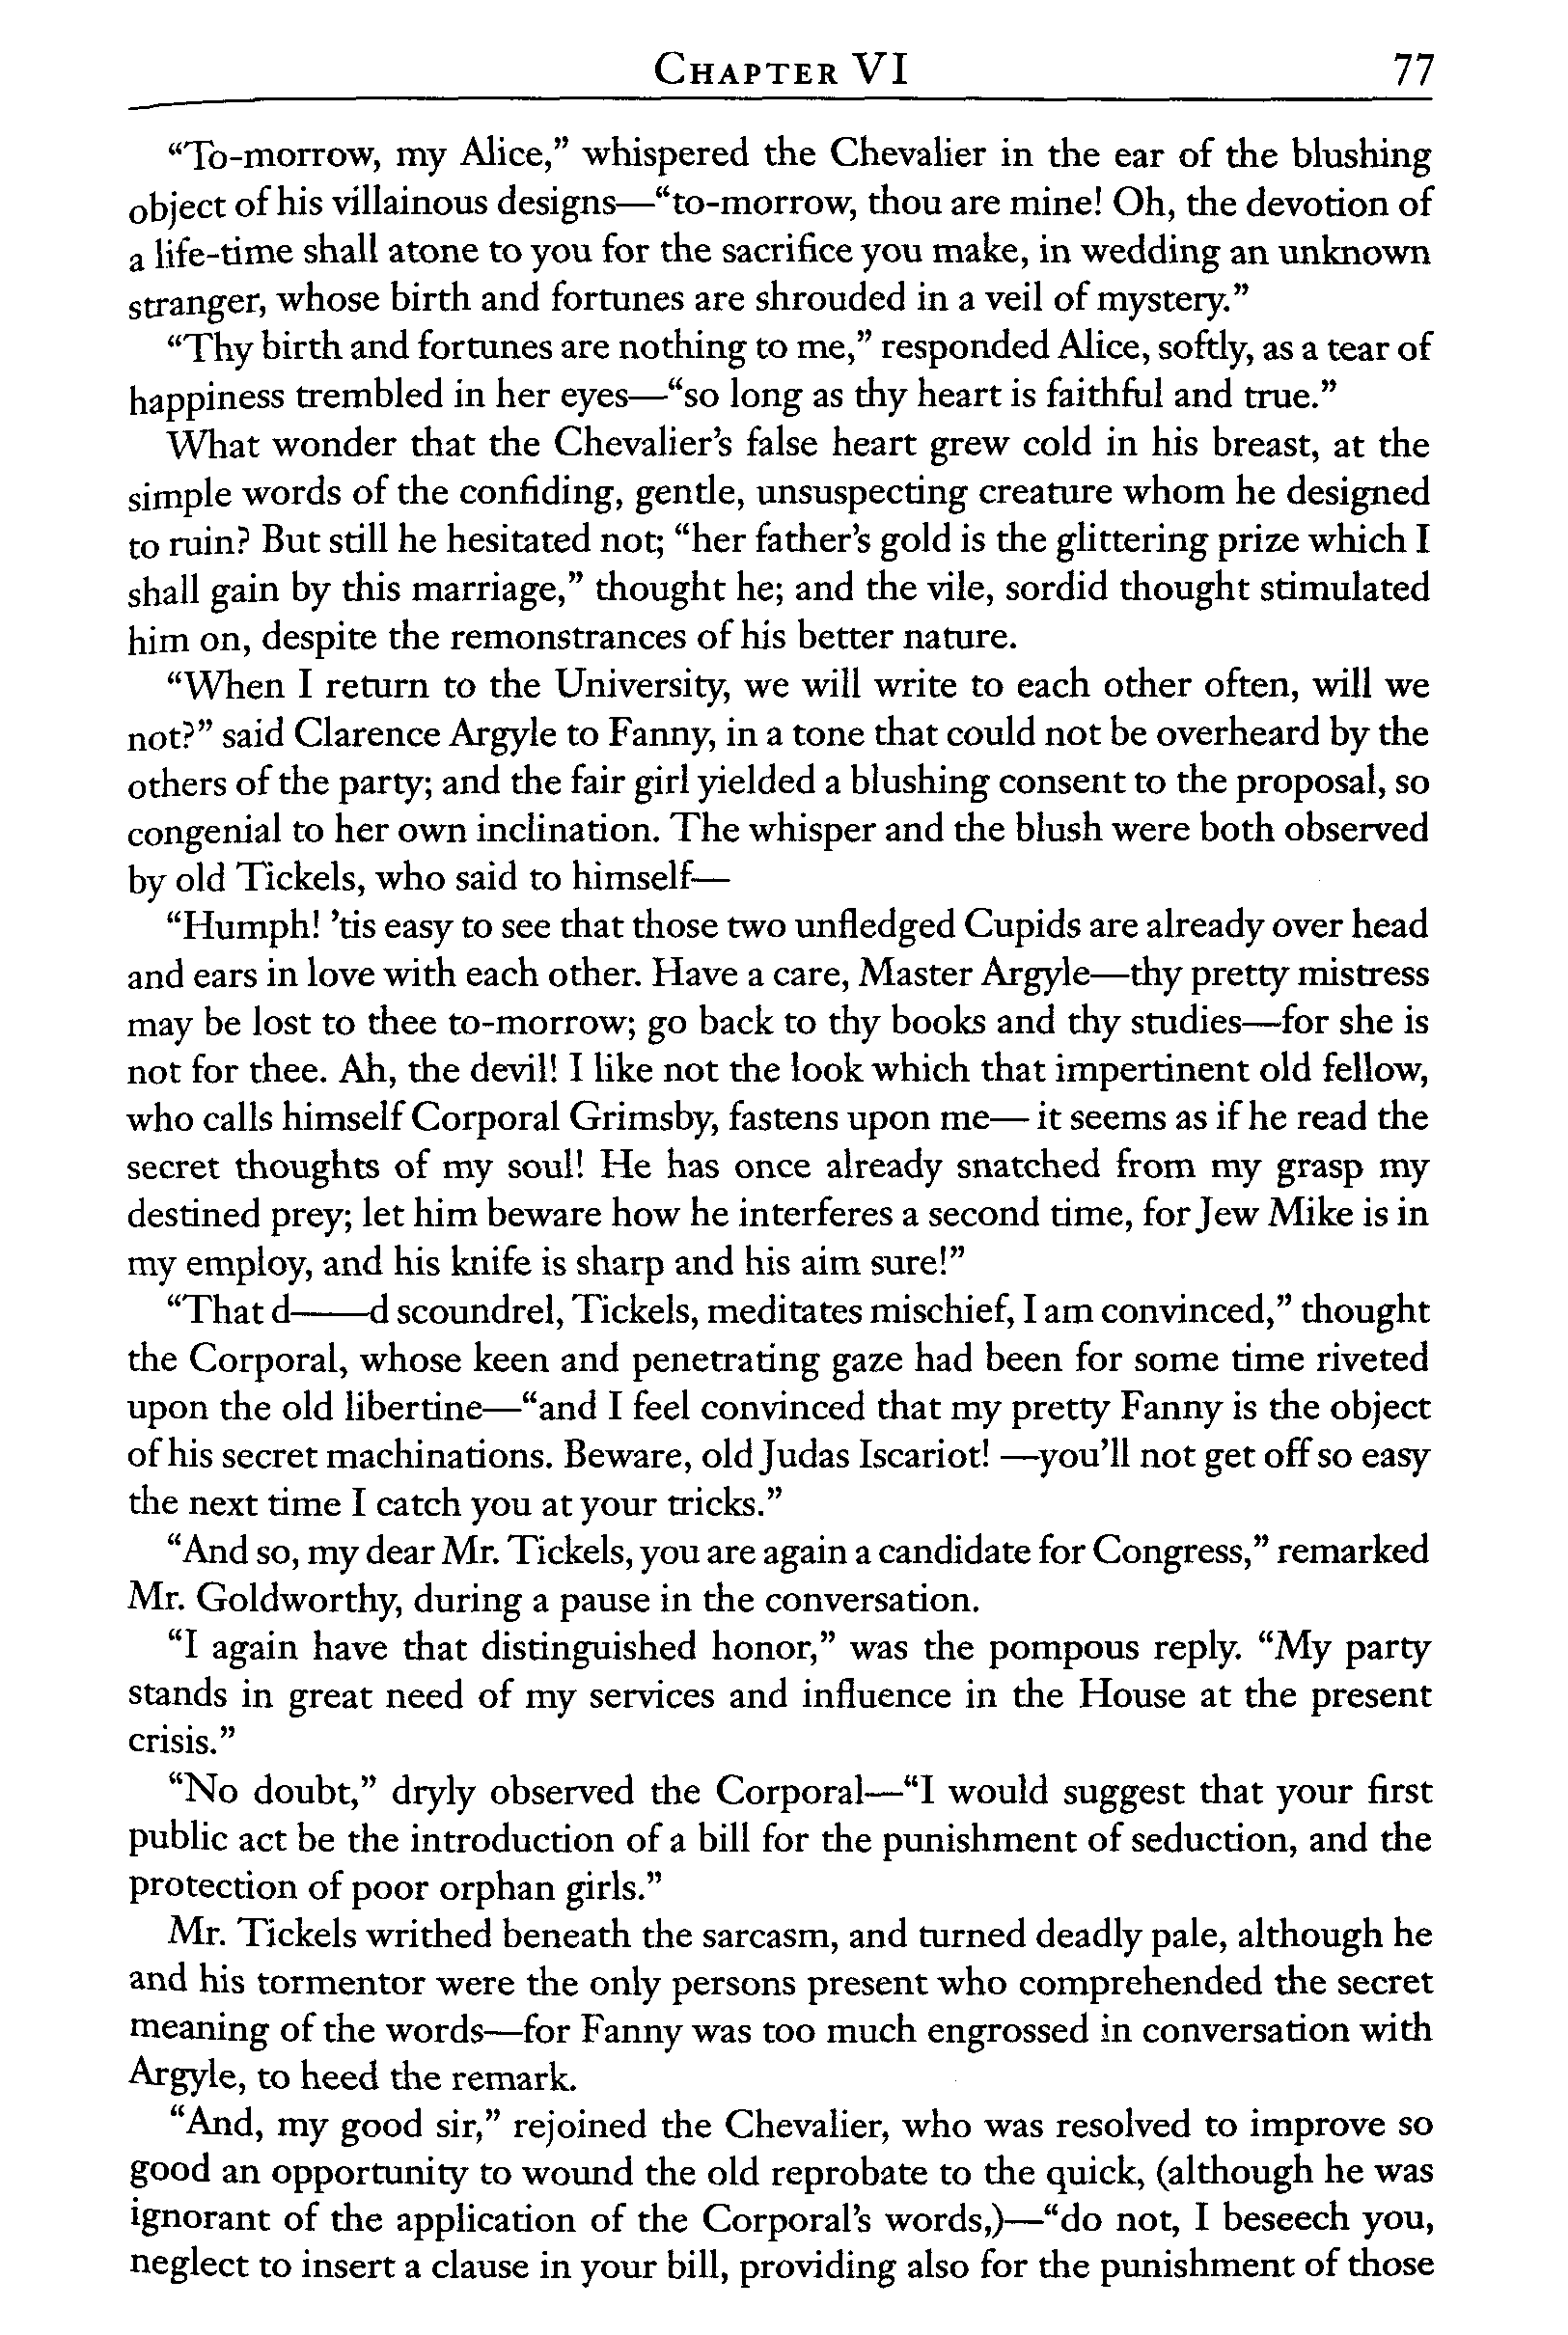 CHAPTER VI 77
“To-morrow, my Alice,” whispered the Chevalier in the ear of the blushing
object of his villainous designs—“to-morrow, thou are mine! Oh, the devotion of
a life-time shall atone to you for the sacrifice you make, in wedding an unknown
stranger, whose birth and fortunes are shrouded in a veil of mystery.”
“Thy birth and fortunes are nothing to me,” responded Alice, softly, as a tear of
happiness trembled in her eyes—“so long as thy heart is faithful and true.”
What wonder that the Chevalier’s false heart grew cold in his breast, at the
simple words of the confiding, gentle, unsuspecting creature whom he designed
to ruin? But still he hesitated not; “her father’s gold is the glittering prize which I
shall gain by this marriage,” thought he; and the vile, sordid thought stimulated
him on, despite the remonstrances of his better nature.
“When I return to the University, we will write to each other often, will we
not?” said Clarence Argyle to Fanny, in a tone that could not be overheard by the
others of the party; and the fair girl yielded a blushing consent to the proposal, so
congenial to her own inclination. The whisper and the blush were both observed
by old Tickels, who said to himself—
“Humph! ’tis easy to see that those two unfledged Cupids are already over head
and ears in love with each other. Have a care, Master Argyle—thy pretty mistress
may be lost to thee to-morrow; go back to thy books and thy studies—for she is
not for thee. Ah, the devil! I like not the look which that impertinent old fellow,
who calls himself Corporal Grimsby, fastens upon me— it seems as if he read the
secret thoughts of my soul! He has once already snatched from my grasp my
destined prey; let him beware how he interferes a second time, for Jew Mike is in
my employ, and his knife is sharp and his aim sure!”
“That d——d scoundrel, Tickels, meditates mischief, I am convinced,” thought
the Corporal, whose keen and penetrating gaze had been for some time riveted
upon the old libertine—“and I feel convinced that my pretty Fanny is the object
of his secret machinations. Beware, old Judas Iscariot! —you’ll not get off so easy
the next time I catch you at your tricks.”
“And so, my dear Mr. Tickels, you are again a candidate for Congress,” remarked
Mr. Goldworthy, during a pause in the conversation.
“I again have that distinguished honor,” was the pompous reply. “My party
stands in great need of my services and influence in the House at the present
crisis.”
“No doubt,” dryly observed the Corporal—“I would suggest that your first
public act be the introduction of a bill for the punishment of seduction, and the
protection of poor orphan girls.”
Mr. Tickels writhed beneath the sarcasm, and turned deadly pale, although he
and his tormentor were the only persons present who comprehended the secret
meaning of the words—for Fanny was too much engrossed in conversation with
Argyle, to heed the remark.
“And, my good sir,” rejoined the Chevalier, who was resolved to improve so
good an opportunity to wound the old reprobate to the quick, (although he was
ignorant of the application of the Corporal’s words,)—“do not, I beseech you,
neglect to insert a clause in your bill, providing also for the punishment of those